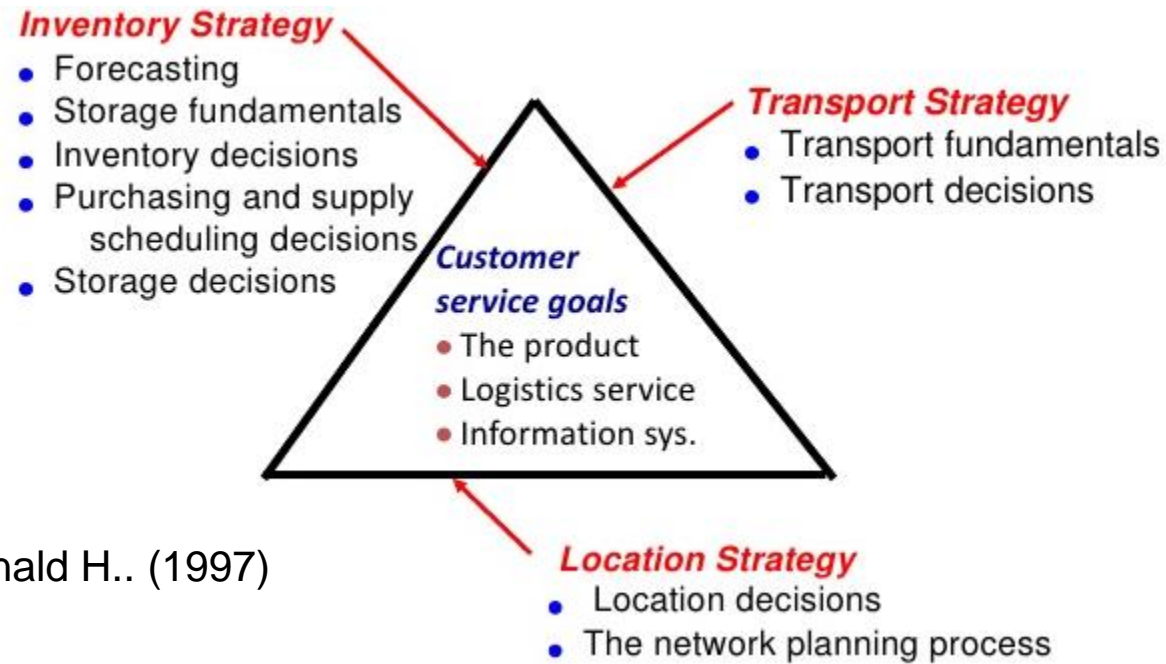 Inventory Strategy
● Forecasting
● Storage fundamentals
● Inventory decisions
● Purchasing and supply
scheduling decisions
● Storage decisions
Transport Strategy
● Transport fundamentals
● Transport decisions
Customer
service goals
● The product
● Logistics service
● Information sys.
Location Strategy
● Location decisions
● The network planning process
nald H.. (1997)